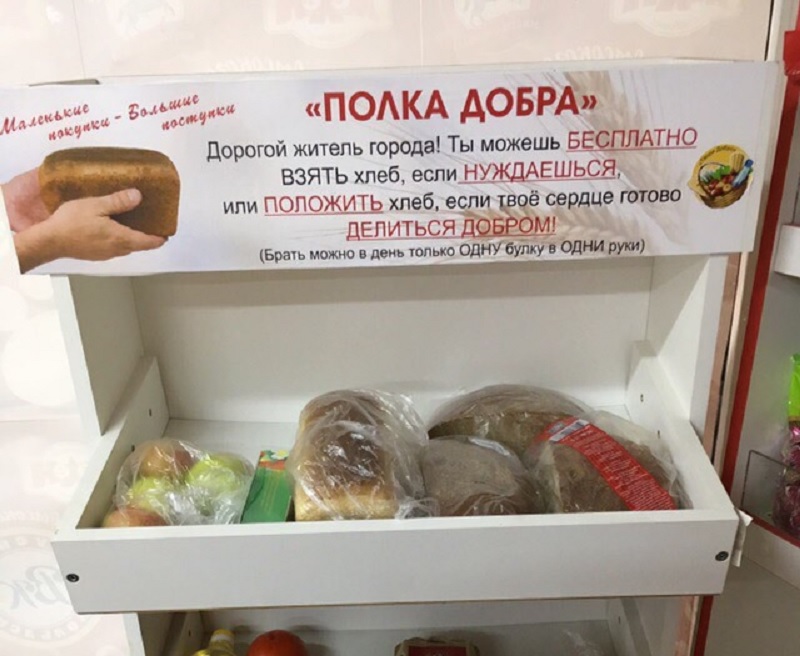 Маленькие
покупки - Большие
поступки
«ПОЛКА ДОБРА»
Дорогой житель города! Ты можешь БЕСПЛАТНО
ВЗЯТЬ хлеб, если НУЖДАЕШЬСЯ,
или ПОЛОЖИТЬ хлеб, если твоё сердце готово
ДЕЛИТЬСЯ ДОБРОМ!
(Брать можно в день только ОДНУ булку в ОДНИ руки)